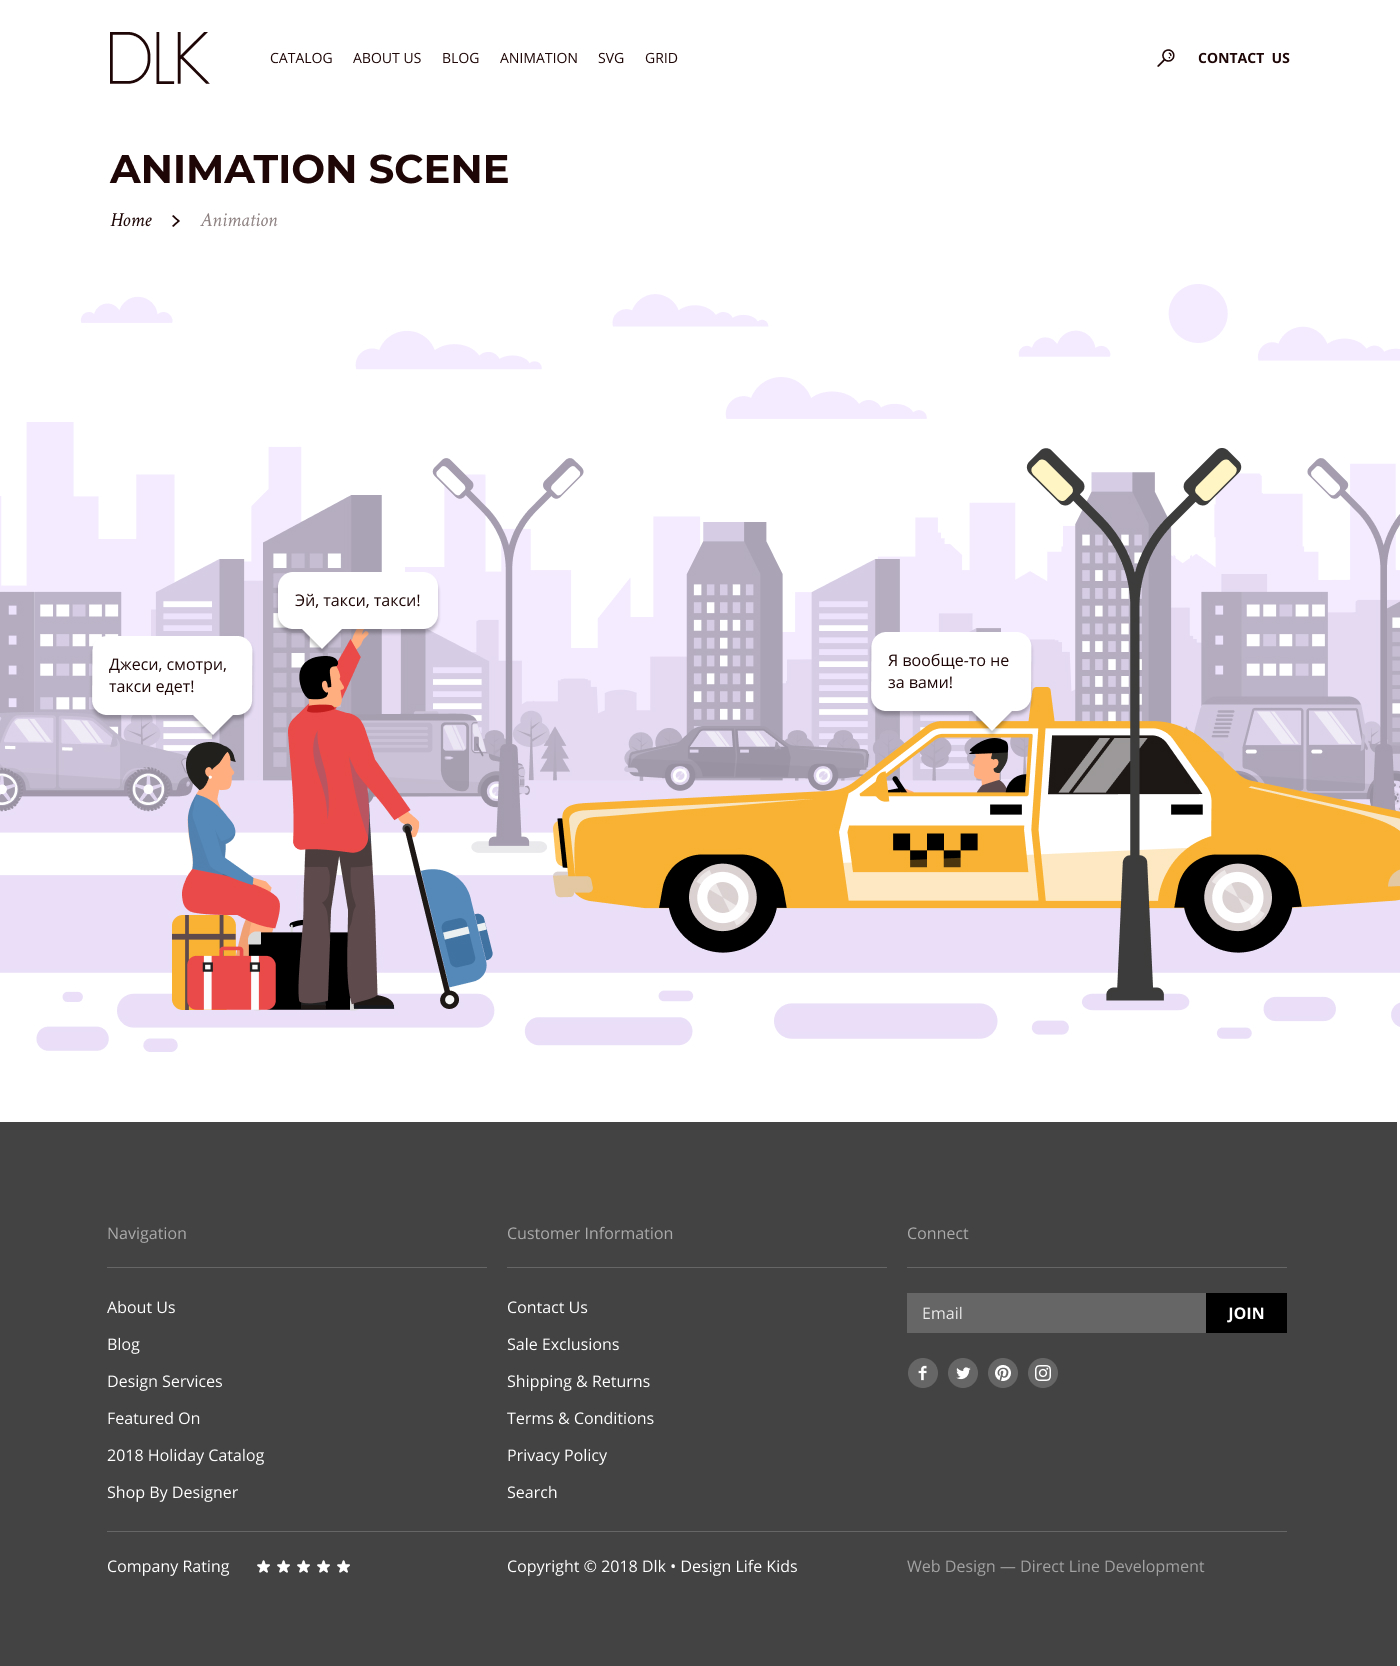 DLK
CATALOG ABOUT US BLOG ANIMATION SVG GRID
CONTACT US
ANIMATION SCENE
Home > Animation
Эй, такси, такси!
Джеси, смотри,
такси едет!
Я вообще-то не
за вами!
Navigation
About Us
Blog
Design Services
Featured On
2018 Holiday Catalog
Shop By Designer
Customer Information
Contact Us
Sale Exclusions
Shipping & Returns
Terms & Conditions
Privacy Policy
Search
Connect
Email
JOIN
Company Rating
Copyright © 2018 Dlk • Design Life Kids
Web Design — Direct Line Development